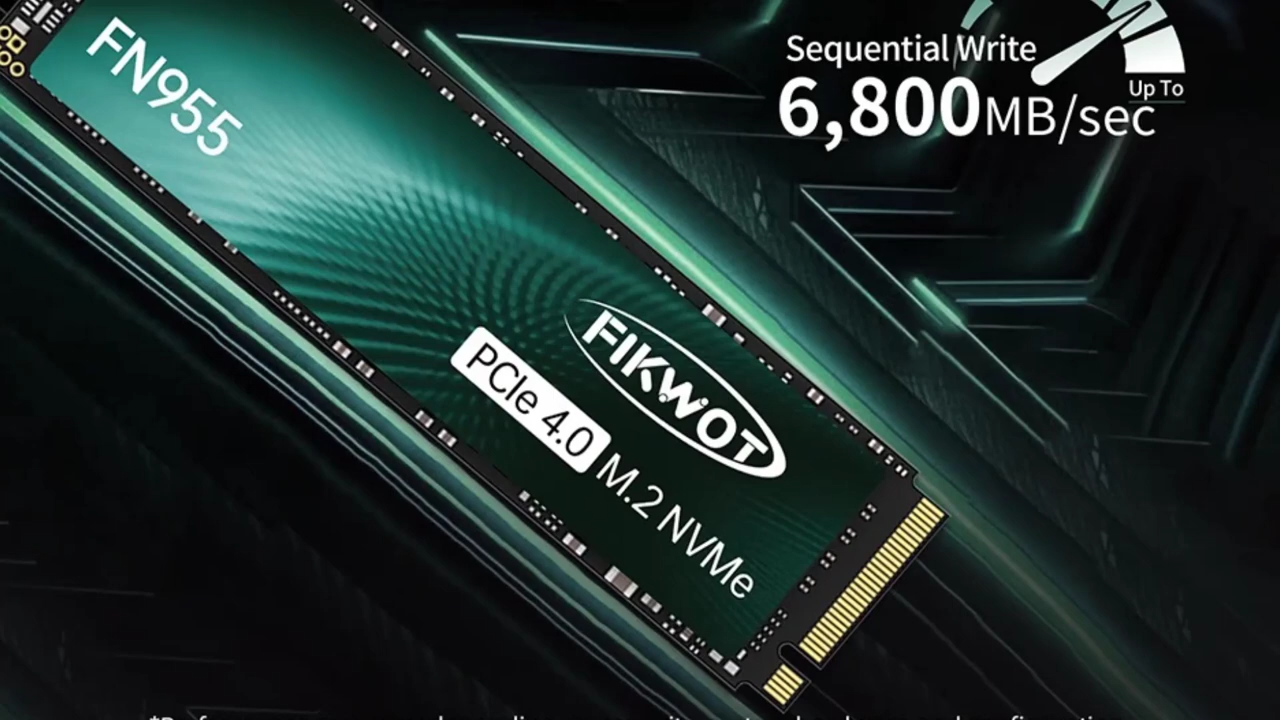 FN955
Sequential Write
Up To
6,800MB/sec
FIKWOT
PCIe 4.0 M.2 NVMe